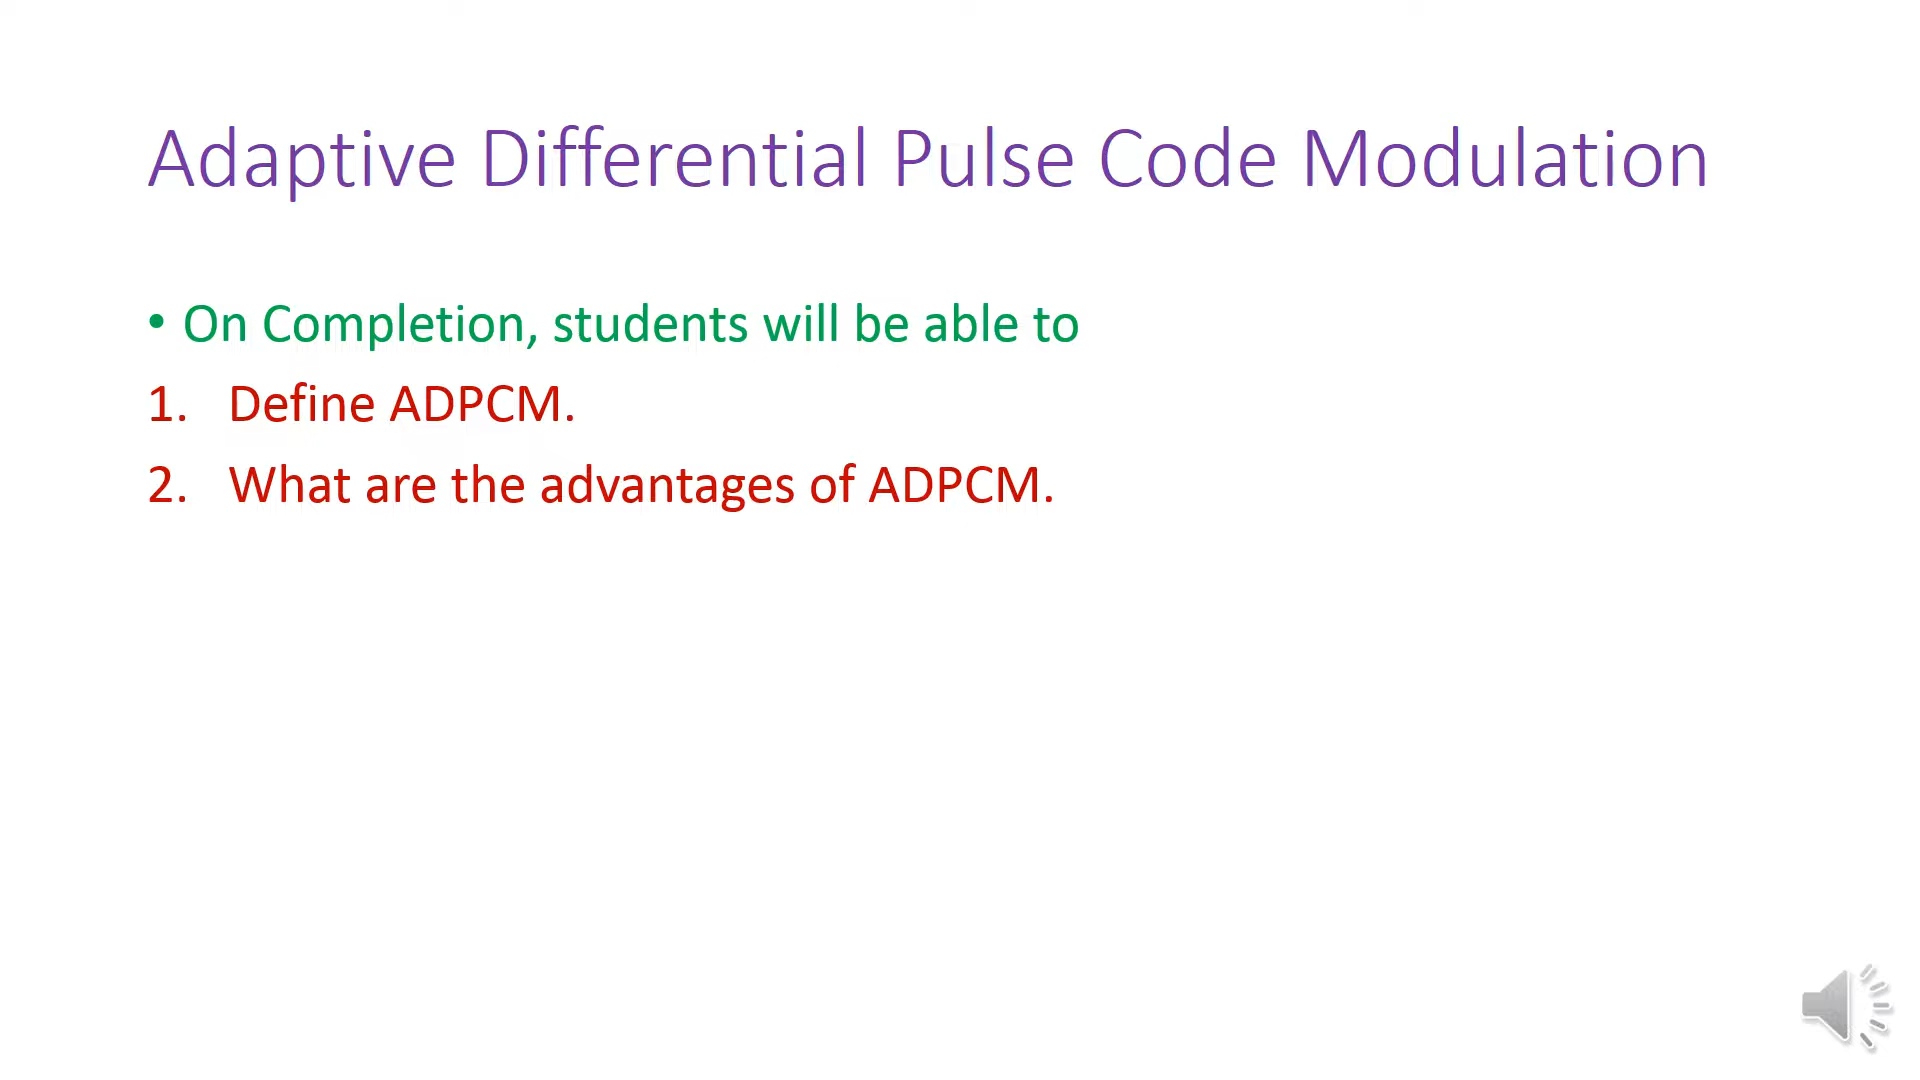 Adaptive Differential Pulse Code Modulation
• On Completion, students will be able to
1. Define ADPCM.
2. What are the advantages of ADPCM.